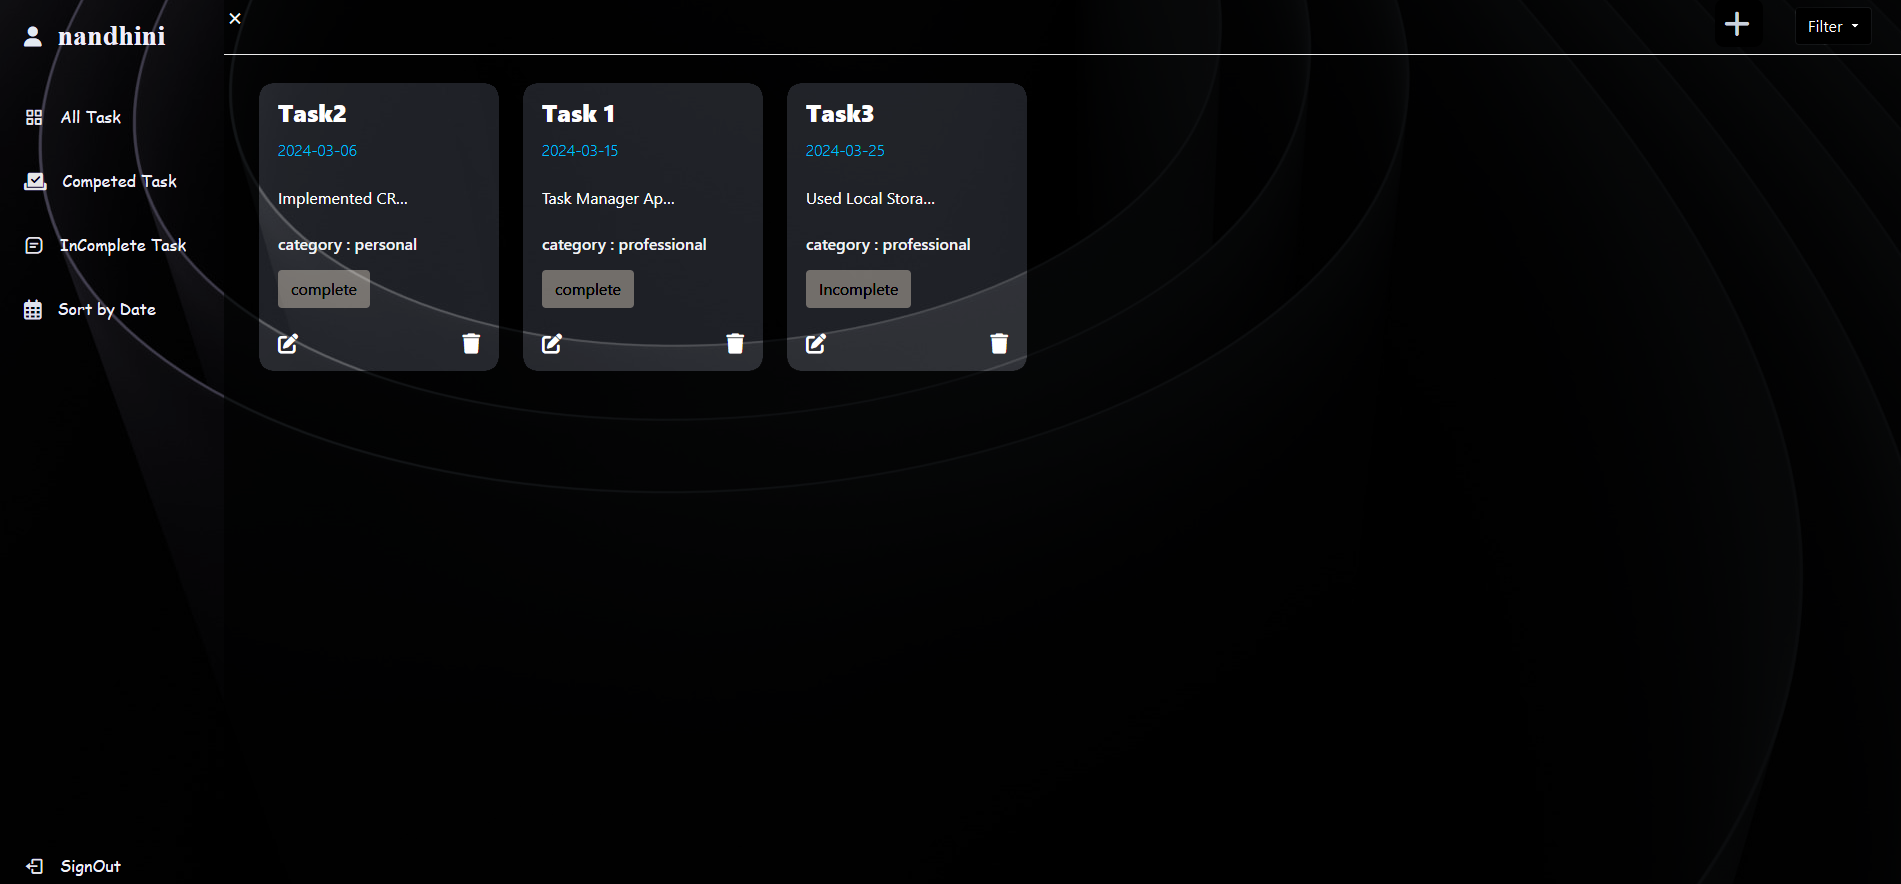 nandhini
All Task
Competed Task
InComplete Task
Sort by Date
SignOut
Filter
Task2
2024-03-06
Implemented CR...
category : personal
complete
Task 1
2024-03-15
Task Manager Ap...
category : professional
complete
Task3
2024-03-25
Used Local Stora...
category : professional
Incomplete